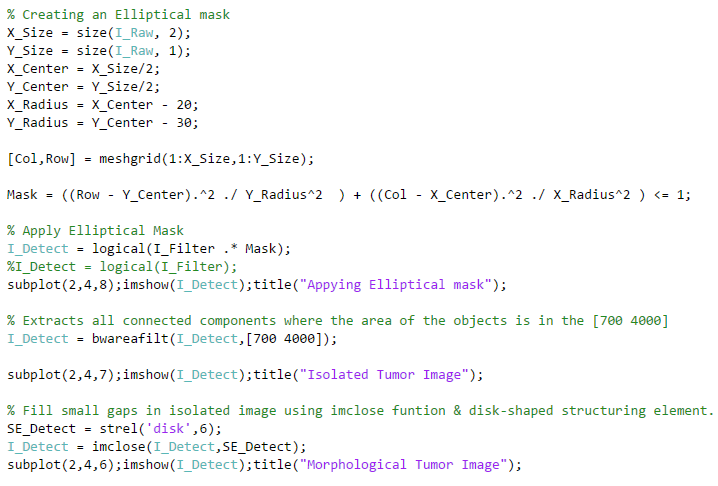 % Creating an Elliptical mask
X_Size = size(I_Raw, 2);
Y_Size = size(I_Raw, 1);
X_Center = X_Size/2;
Y_Center = Y_Size/2;
X_Radius = X_Center - 20;
Y_Radius = Y_Center - 30;
[Col,Row] = meshgrid(1:X_Size,1:Y_Size);
Mask = ((Row - Y_Center).^2 ./ Y_Radius^2  ) + ((Col - X_Center).^2 ./ X_Radius^2 ) <= 1;
% Apply Elliptical Mask
I_Detect = logical(I_Filter .* Mask);
%I_Detect = logical(I_Filter);
subplot(2,4,8);imshow(I_Detect);title("Appying Elliptical mask");
% Extracts all connected components where the area of the objects is in the [700 4000]
I_Detect = bwareafilt(I_Detect,[700 4000]);
subplot(2,4,7);imshow(I_Detect);title("Isolated Tumor Image");
% Fill small gaps in isolated image using imclose funtion & disk-shaped structuring element.
SE_Detect = strel('disk',6);
I_Detect = imclose(I_Detect,SE_Detect);
subplot(2,4,6);imshow(I_Detect);title("Morphological Tumor Image");